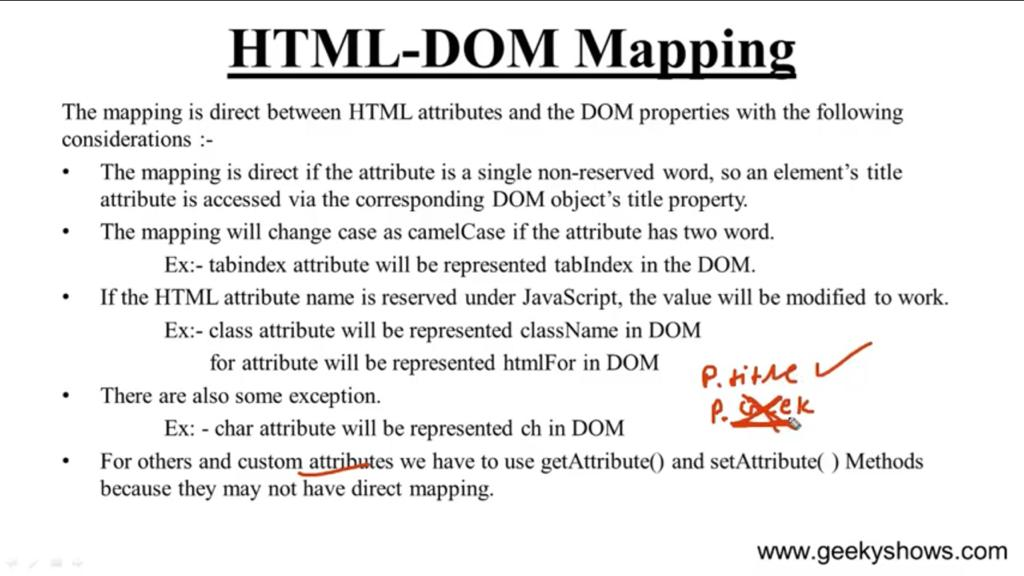 HTML-DOM Mapping
The mapping is direct between HTML attributes and the DOM properties with the following
considerations :-
• The mapping is direct if the attribute is a single non-reserved word, so an element's title
attribute is accessed via the corresponding DOM object's title property.
• The mapping will change case as camelCase if the attribute has two word.
Ex:- tabindex attribute will be represented tabIndex in the DOM.
• If the HTML attribute name is reserved under JavaScript, the value will be modified to work.
Ex:- class attribute will be represented className in DOM
for attribute will be represented htmlFor in DOM
P.title
• There are also some exception.
P.
Ex: - char attribute will be represented ch in DOM
• For others and custom attributes we have to use getAttribute() and setAttribute( ) Methods
because they may not have direct mapping.
www.geekyshows.com